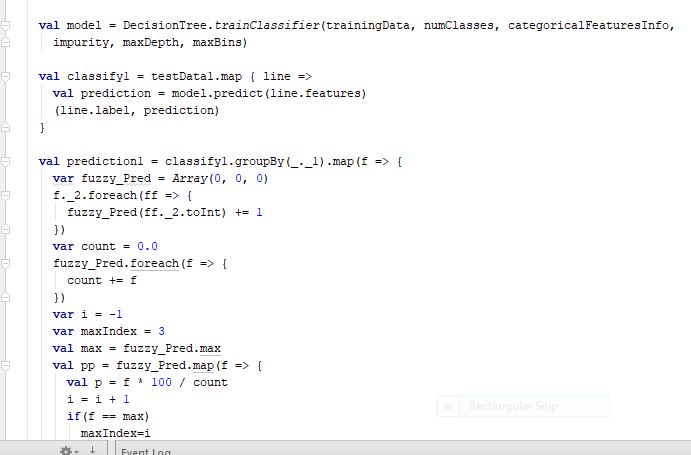 val model = DecisionTree.trainClassifier(trainingData, numClasses, categoricalFeaturesInfo,
impurity, maxDepth, maxBins)
val classify1 = testData1.map { line =>
val prediction = model.predict(line.features)
(line.label, prediction)
}
val prediction1 = classify1.groupBy(_._1).map(f => {
var fuzzy_Pred = Array(0, 0, 0)
f._2.foreach(ff => {
fuzzy_Pred(ff._2.toInt) += 1
})
var count = 0.0
fuzzy_Pred.foreach(f => {
count += f
})
var i = -1
var maxIndex = 3
val max = fuzzy_Pred.max
val pp = fuzzy_Pred.map(f => {
val p = f * 100 / count
i = i + 1
if(f == max)
maxIndex=i
Rectangular Snip
Event Log